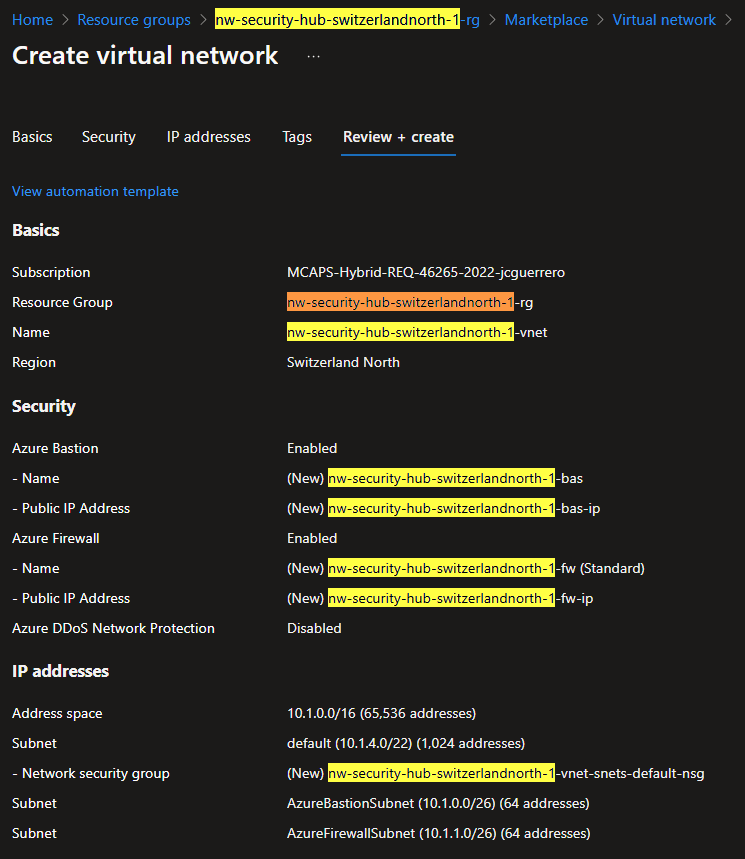 Home > Resource groups > nw-security-hub-switzerlandnorth-1-rg > Marketplace > Virtual network >
Create virtual network ...
Basics Security IP addresses Tags Review + create
View automation template
Basics
Subscription MCAPS-Hybrid-REQ-46265-2022-jcguerrero
Resource Group nw-security-hub-switzerlandnorth-1-rg
Name nw-security-hub-switzerlandnorth-1-vnet
Region Switzerland North
Security
Azure Bastion Enabled
- Name (New) nw-security-hub-switzerlandnorth-1-bas
- Public IP Address (New) nw-security-hub-switzerlandnorth-1-bas-ip
Azure Firewall Enabled
- Name (New) nw-security-hub-switzerlandnorth-1-fw (Standard)
- Public IP Address (New) nw-security-hub-switzerlandnorth-1-fw-ip
Azure DDoS Network Protection Disabled
IP addresses
Address space 10.1.0.0/16 (65,536 addresses)
Subnet default (10.1.4.0/22) (1,024 addresses)
- Network security group (New) nw-security-hub-switzerlandnorth-1-vnet-snets-default-nsg
Subnet AzureBastionSubnet (10.1.0.0/26) (64 addresses)
Subnet AzureFirewallSubnet (10.1.1.0/26) (64 addresses)